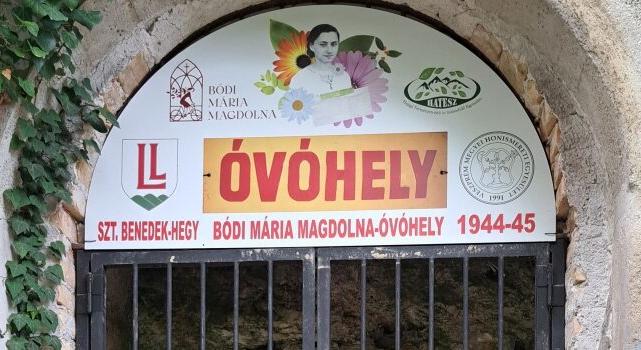 BÓDI
MÁRIA
MAGDOLNA
HATESZ
LL
ÓVÓHELY
VESZPRÉM MEGYEI HONISMERETI EGYESÜLET
1991
SZT. BENEDEK-HEGY BÓDI MÁRIA MAGDOLNA-ÓVÓHELY 1944-45